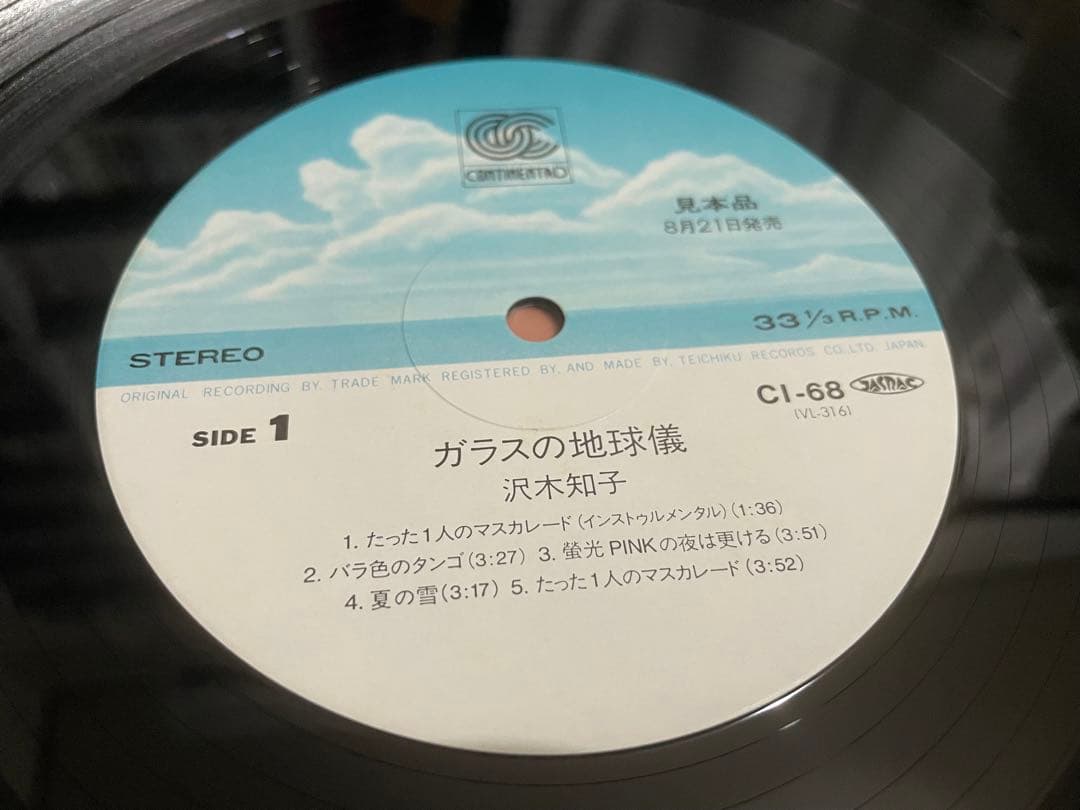 CONTINENTAL
見本品
8月21日発売
STEREO
33 1/3 R.P.M.
ORIGINAL RECORDING BY, TRADE MARK REGISTERED BY, AND MADE BY, TEICHIKU RECORDS CO., LTD. JAPAN.
SIDE 1
CI-68 JASRAC
(VL-316)
ガラスの地球儀
沢木知子
1. たった1人のマスカレード(インストゥルメンタル)(1:36)
2. バラ色のタンゴ(3:27) 3. 螢光PINKの夜は更ける(3:51)
4. 夏の雪(3:17) 5. たった1人のマスカレード(3:52)